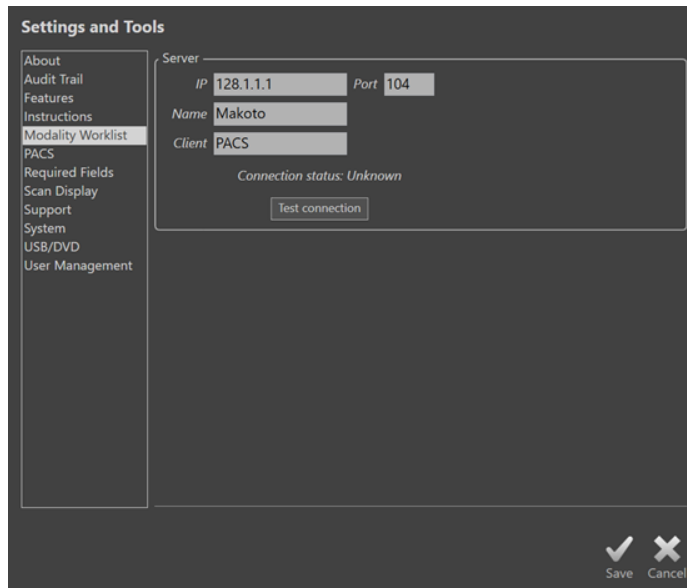 Settings and Tools
About
Audit Trail
Features
Instructions
Modality Worklist
PACS
Required Fields
Scan Display
Support
System
USB/DVD
User Management
Server
IP 128.1.1.1 Port 104
Name Makoto
Client PACS
Connection status: Unknown
Test connection
Save Cancel